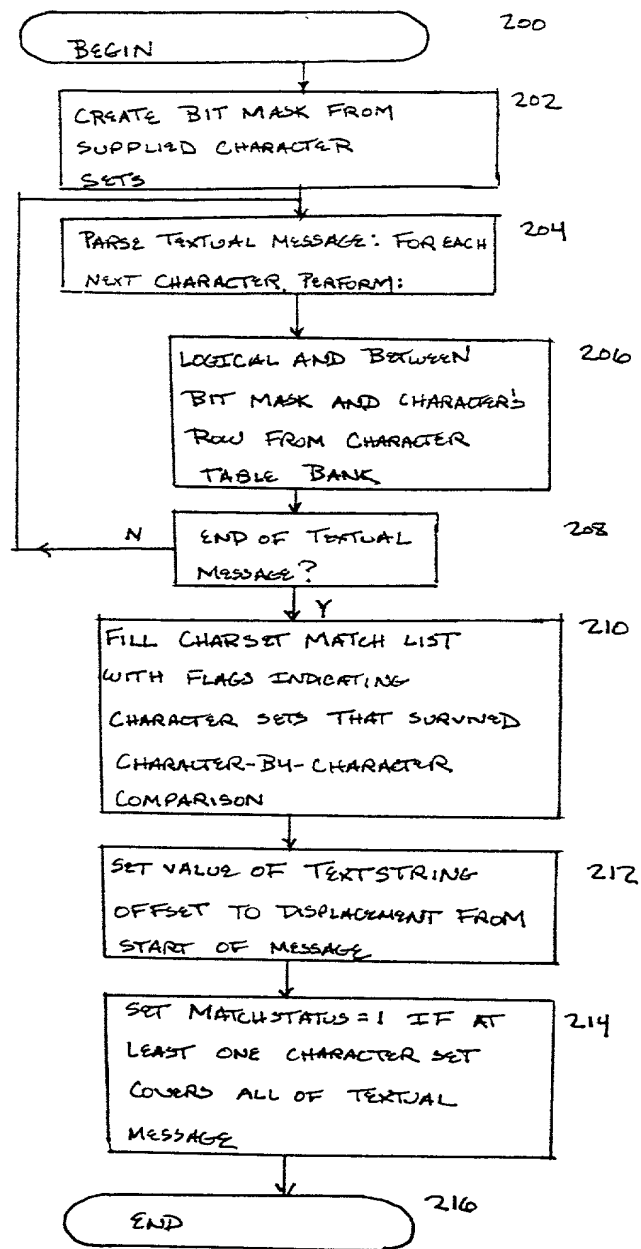 200
BEGIN
202
CREATE BIT MASK FROM
SUPPLIED CHARACTER
SETS
204
PARSE TEXTUAL MESSAGE: FOR EACH
NEXT CHARACTER, PERFORM:
206
LOGICAL AND BETWEEN
BIT MASK AND CHARACTER'S
ROW FROM CHARACTER
TABLE BANK
208
END OF TEXTUAL
MESSAGE?
N
Y
210
FILL CHARSET MATCH LIST
WITH FLAGS INDICATING
CHARACTER SETS THAT SURVIVED
CHARACTER-BY-CHARACTER
COMPARISON
212
SET VALUE OF TEXTSTRING
OFFSET TO DISPLACEMENT FROM
START OF MESSAGE
214
SET MATCHSTATUS=1 IF AT
LEAST ONE CHARACTER SET
COVERS ALL OF TEXTUAL
MESSAGE
216
END